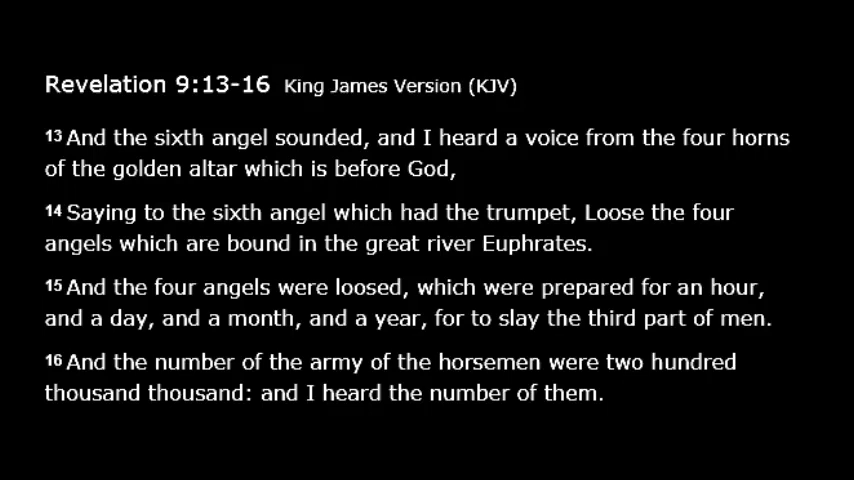 Revelation 9:13-16 King James Version (KJV)
13 And the sixth angel sounded, and I heard a voice from the four horns
of the golden altar which is before God,
14 Saying to the sixth angel which had the trumpet, Loose the four
angels which are bound in the great river Euphrates.
15 And the four angels were loosed, which were prepared for an hour,
and a day, and a month, and a year, for to slay the third part of men.
16 And the number of the army of the horsemen were two hundred
thousand thousand: and I heard the number of them.